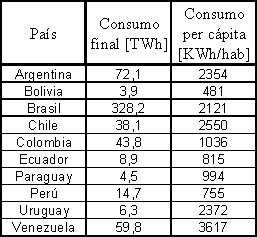 País Consumo final [TWh] Consumo per cápita [KWh/hab]
Argentina 72,1 2354
Bolivia 3,9 481
Brasil 328,2 2121
Chile 38,1 2550
Colombia 43,8 1036
Ecuador 8,9 815
Paraguay 4,5 994
Perú 14,7 755
Uruguay 6,3 2372
Venezuela 59,8 3617